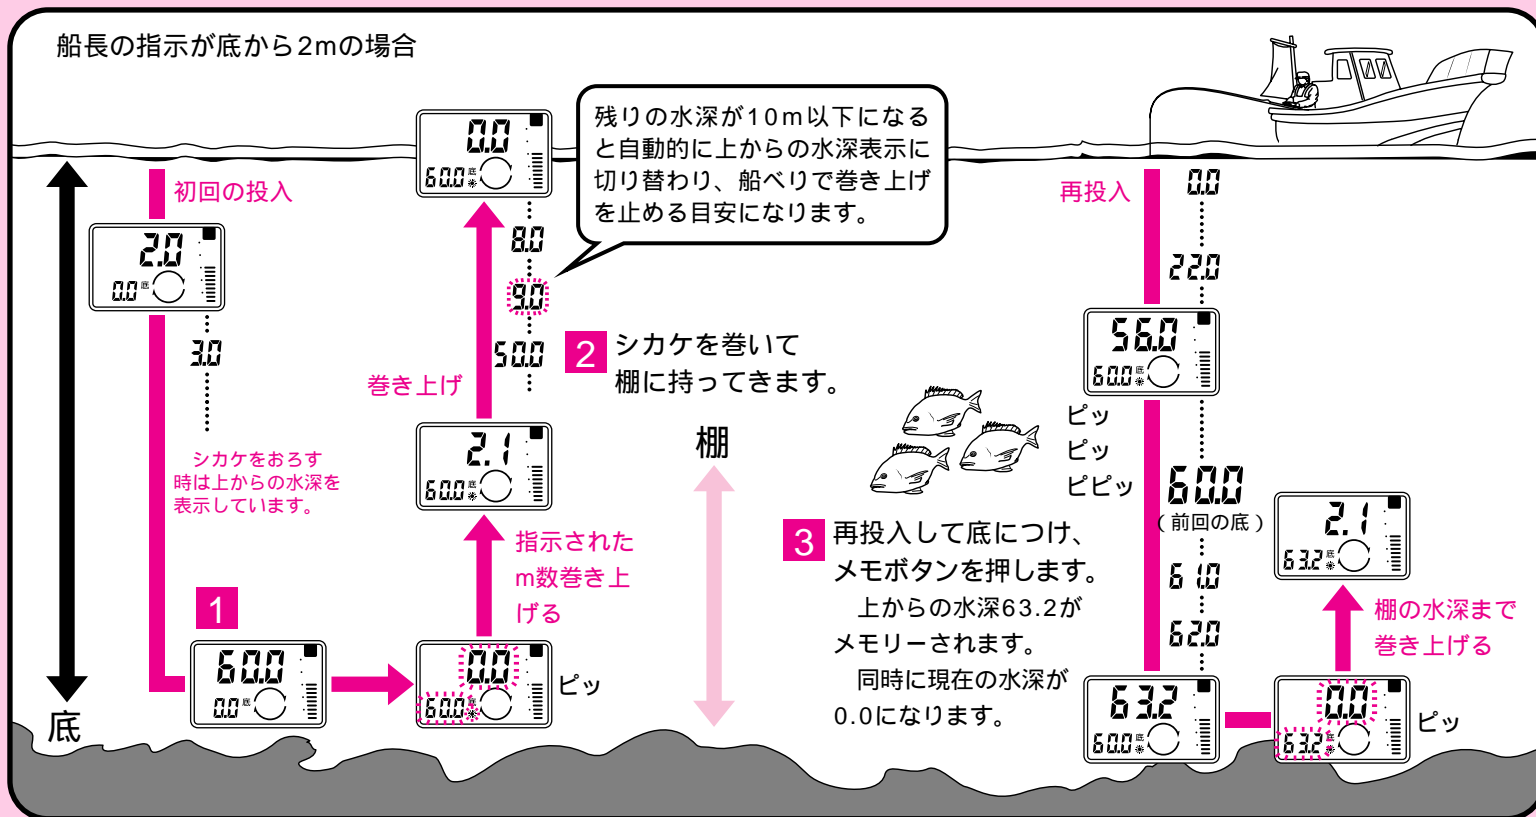 船長の指示が底から2mの場合
初回の投入
2.0
0.0 底
3.0
シカケをおろす
時は上からの水深を
表示しています。
1
60.0
0.0 底
0.0
60.0 底
ピッ
指示された
m数巻き上
げる
2.1
60.0 底
巻き上げ
0.0
60.0 底
8.0
9.0
50.0
残りの水深が10m以下になる
と自動的に上からの水深表示に
切り替わり、船べりで巻き上げ
を止める目安になります。
2
シカケを巻いて
棚に持ってきます。
棚
底
3
再投入して底につけ、
メモボタンを押します。
上からの水深63.2が
メモリーされます。
同時に現在の水深が
0.0になります。
再投入
0.0
22.0
56.0
60.0 底
ピッ
ピッ
ピピッ
60.0
(前回の底)
61.0
62.0
63.2
60.0 底
0.0
63.2 底
ピッ
棚の水深まで
巻き上げる
2.1
63.2 底